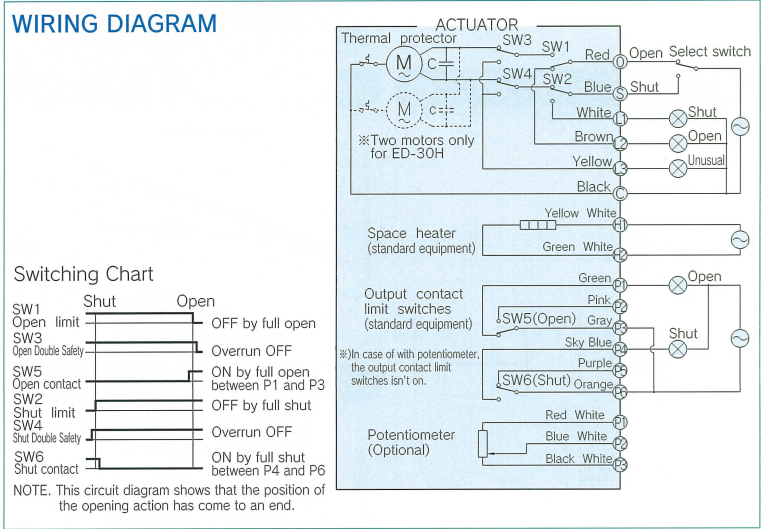 WIRING DIAGRAM
ACTUATOR
Thermal protector
SW3
SW1
Red
O
Open
Select switch
M
C
SW4
SW2
Blue
S
Shut
White
L1
Shut
M
C
Brown
L2
Open
※Two motors only
for ED-30H
Yellow
L3
Unusual
Black
C
Yellow White
H1
Space heater
(standard equipment)
Green White
H2
Switching Chart
Shut
Open
SW1
Open limit
OFF by full open
SW3
Open Double Safety
Overrun OFF
SW5
Open contact
ON by full open
between P1 and P3
SW2
Shut limit
OFF by full shut
SW4
Shut Double Safety
Overrun OFF
SW6
Shut contact
ON by full shut
between P4 and P6
NOTE. This circuit diagram shows that the position of
the opening action has come to an end.
Green
P1
Open
Output contact
limit switches
(standard equipment)
Pink
P2
SW5(Open)
Gray
P3
Sky Blue
P4
Shut
※)In case of with potentiometer,
the output contact limit
switches isn't on.
Purple
P5
SW6(Shut)
Orange
P6
Red White
P1
Potentiometer
(Optional)
Blue White
P2
Black White
P3